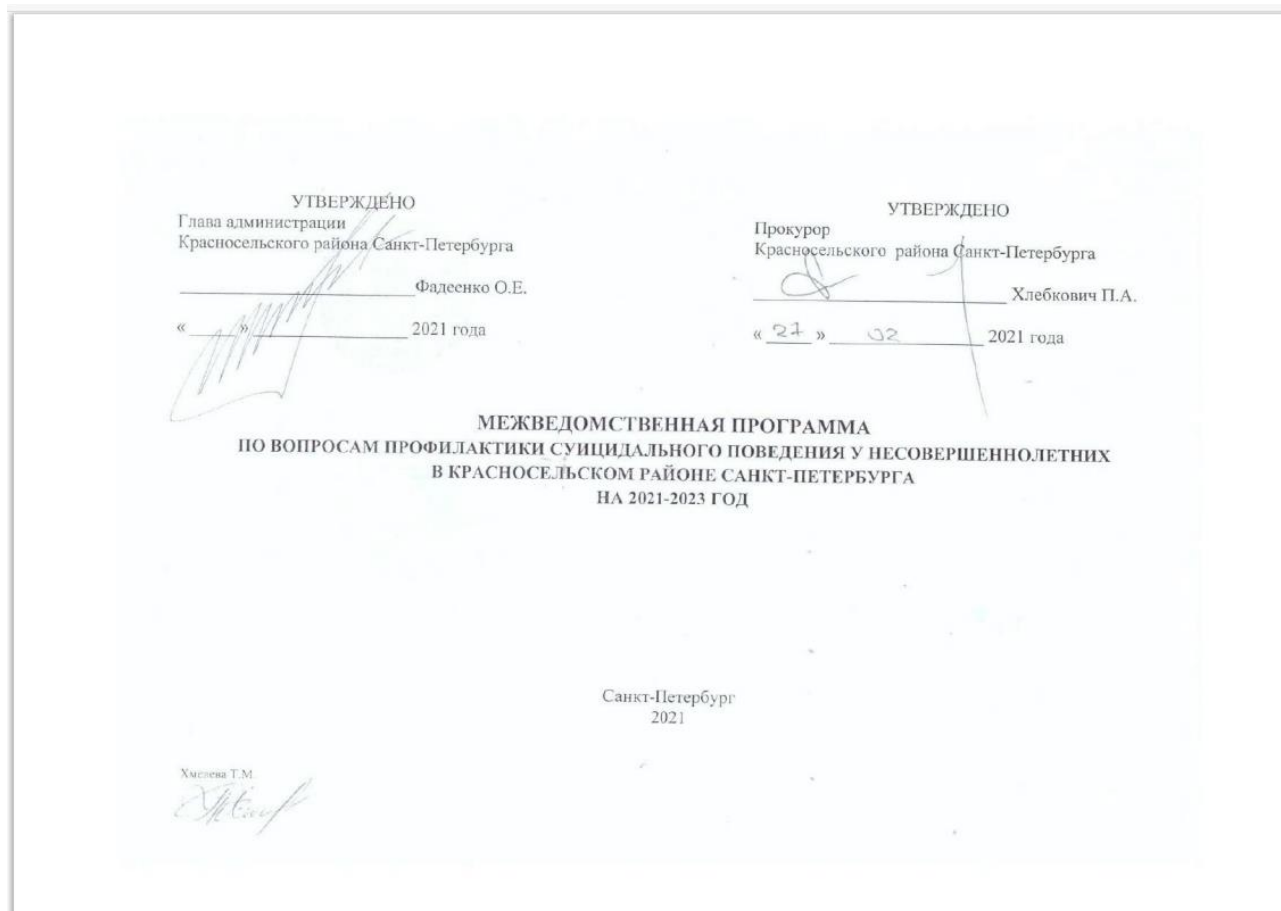 УТВЕРЖДЕНО
Глава администрации
Красносельского района Санкт-Петербурга
Фадеенко О.Е.
« » 2021 года
УТВЕРЖДЕНО
Прокурор
Красносельского района Санкт-Петербурга
Хлебкович П.А.
« 27 » 02 2021 года
МЕЖВЕДОМСТВЕННАЯ ПРОГРАММА
ПО ВОПРОСАМ ПРОФИЛАКТИКИ СУИЦИДАЛЬНОГО ПОВЕДЕНИЯ У НЕСОВЕРШЕННОЛЕТНИХ
В КРАСНОСЕЛЬСКОМ РАЙОНЕ САНКТ-ПЕТЕРБУРГА
НА 2021-2023 ГОД
Санкт-Петербург
2021
Хмелева Т.М.